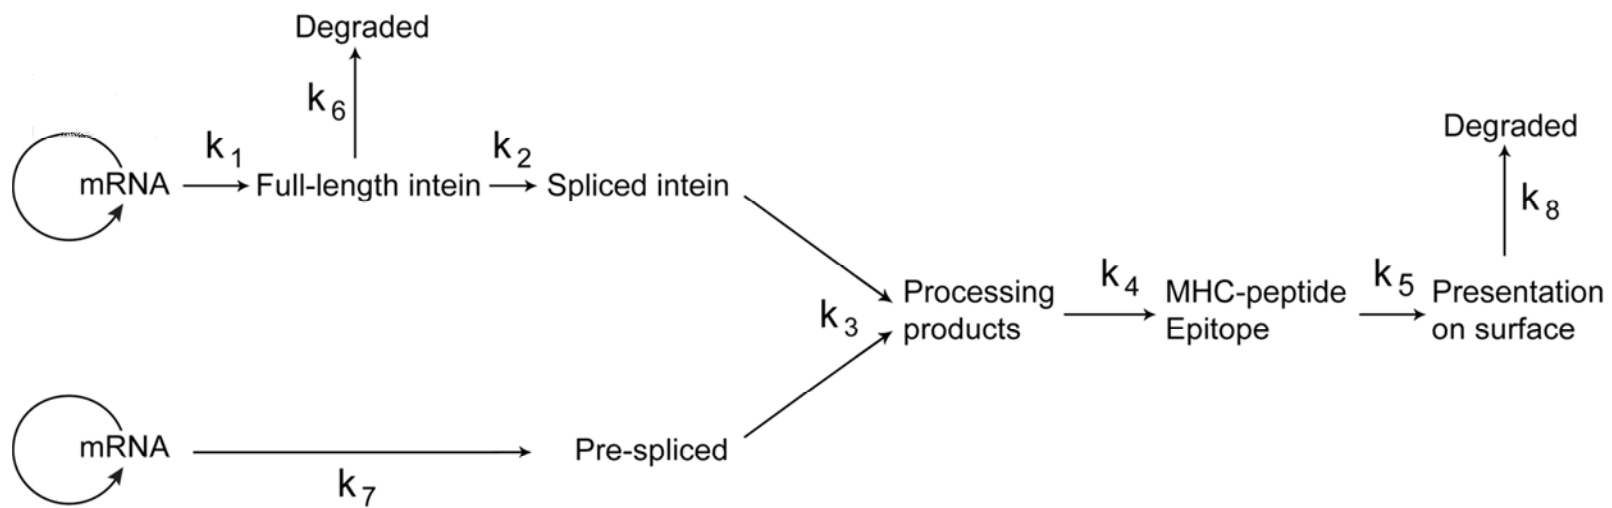 Degraded
k6
k1
k2
mRNA
Full-length intein
Spliced intein
Degraded
k8
k3
Processing
products
k4
MHC-peptide
Epitope
k5
Presentation
on surface
mRNA
Pre-spliced
k7